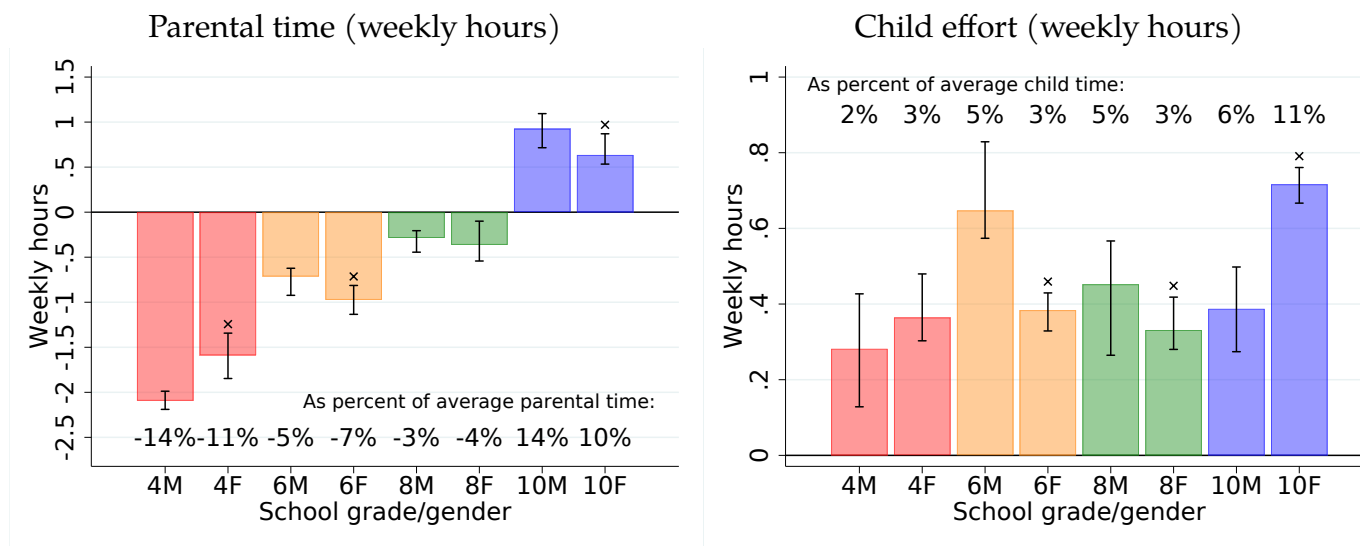 Parental time (weekly hours)
Weekly hours
1.5
1
.5
0
-.5
-1
-1.5
-2
-2.5
As percent of average parental time:
-14% -11% -5% -7% -3% -4% 14% 10%
4M 4F 6M 6F 8M 8F 10M 10F
School grade/gender
Child effort (weekly hours)
Weekly hours
1
.8
.6
.4
.2
0
As percent of average child time:
2% 3% 5% 3% 5% 3% 6% 11%
4M 4F 6M 6F 8M 8F 10M 10F
School grade/gender